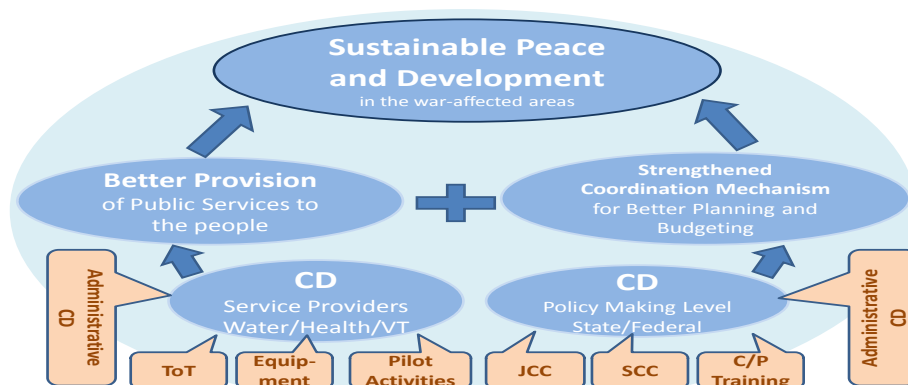 Sustainable Peace
and Development
in the war-affected areas
Better Provision
of Public Services to
the people
Strengthened
Coordination Mechanism
for Better Planning and
Budgeting
Administrative
CD
CD
Service Providers
Water/Health/VT
CD
Policy Making Level
State/Federal
Administrative
CD
ToT
Equip-
ment
Pilot
Activities
JCC
SCC
C/P
Training